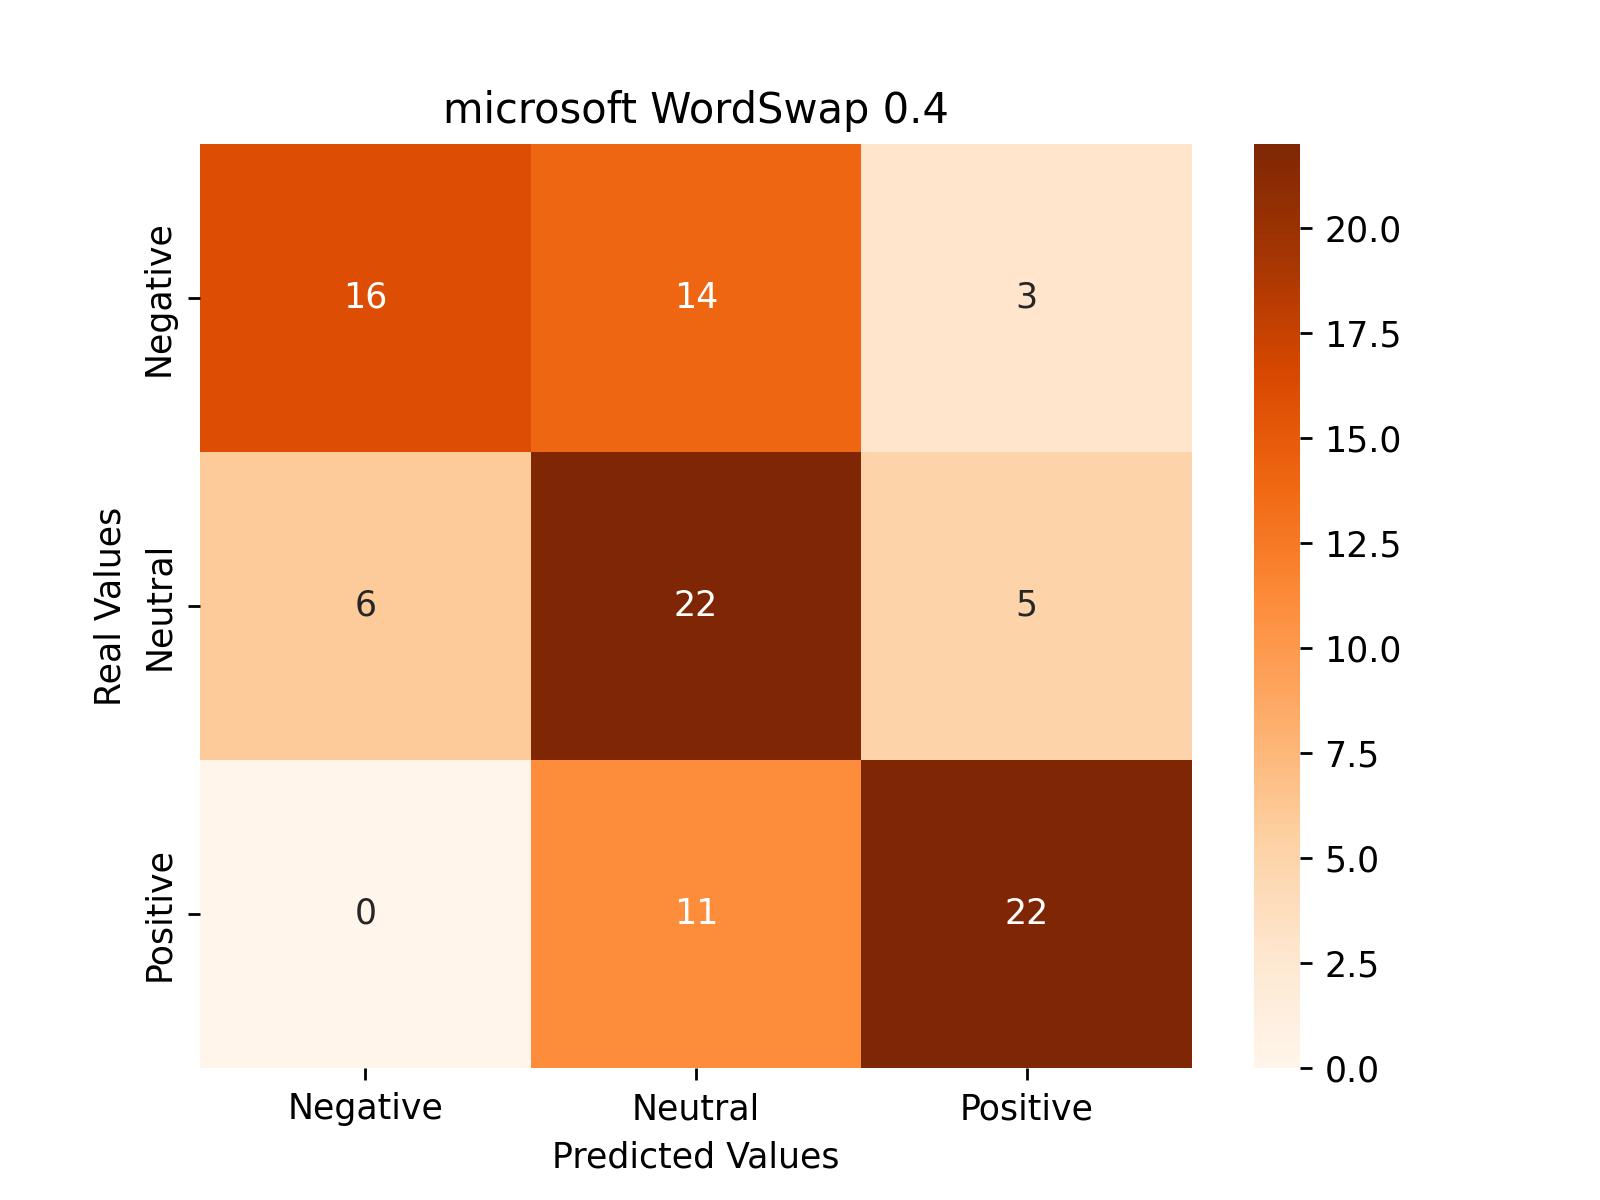 microsoft WordSwap 0.4
Real Values
Negative
16 14 3
Neutral
6 22 5
Positive
0 11 22
Negative Neutral Positive
Predicted Values
20.0
17.5
15.0
12.5
10.0
7.5
5.0
2.5
0.0